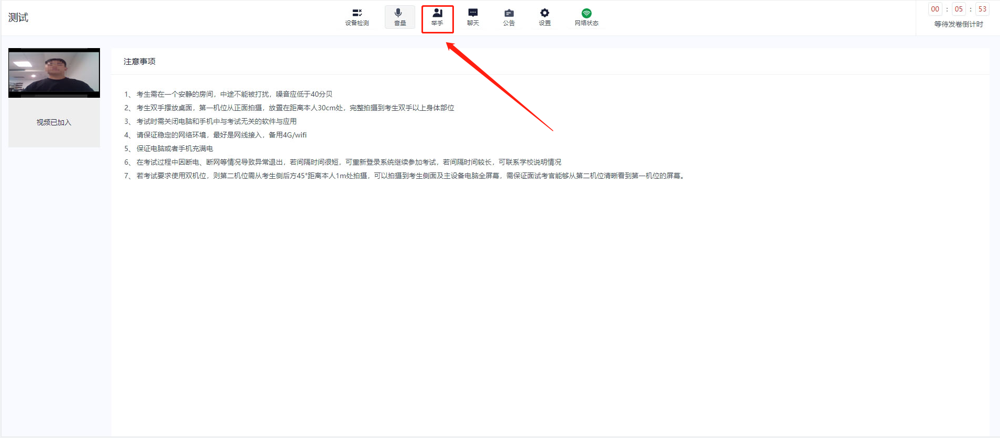 测试
设备检测
音量
举手
聊天
公告
设置
网络状态
00 : 05 : 53
等待发卷倒计时
视频已加入
注意事项
1、 考生需在一个安静的房间，中途不能被打扰，噪音应低于40分贝
2、 考生双手摆放桌面，第一机位从正面拍摄，放置在距离本人30cm处，完整拍摄到考生双手以上身体部位
3、 考试时需关闭电脑和手机中与考试无关的软件与应用
4、 请保证稳定的网络环境，最好是网线接入，备用4G/wifi
5、 保证电脑或者手机充满电
6、 在考试过程中因断电、断网等情况导致异常退出，若间隔时间很短，可重新登录系统继续参加考试，若间隔时间较长，可联系学校说明情况
7、 若考试要求使用双机位，则第二机位需从考生侧后方45°距离本人1m处拍摄，可以拍摄到考生侧面及主设备电脑全屏幕，需保证面试考官能够从第二机位清晰看到第一机位的屏幕。